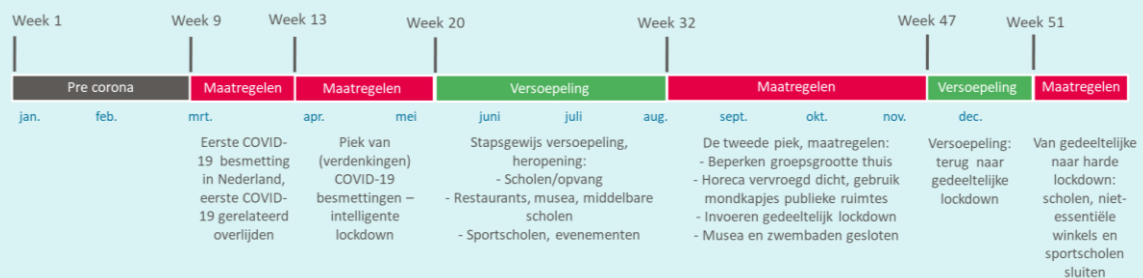 Week 1
Week 9
Week 13
Week 20
Week 32
Week 47
Week 51
Pre corona
Maatregelen
Maatregelen
Versoepeling
Maatregelen
Versoepeling
Maatregelen
jan.
feb.
mrt.
apr.
mei
juni
juli
aug.
sept.
okt.
nov.
dec.
Eerste COVID-
19 besmetting
in Nederland,
eerste COVID-
19 gerelateerd
overlijden
Piek van
(verdenkingen)
COVID-19
besmettingen –
intelligente
lockdown
Stapsgewijs versoepeling,
heropening:
- Scholen/opvang
- Restaurants, musea, middelbare
scholen
- Sportscholen, evenementen
De tweede piek, maatregelen:
- Beperken groepsgrootte thuis
- Horeca vervroegd dicht, gebruik
mondkapjes publieke ruimtes
- Invoeren gedeeltelijk lockdown
- Musea en zwembaden gesloten
Versoepeling:
terug naar
gedeeltelijke
lockdown
Van gedeeltelijke
naar harde
lockdown:
scholen, niet-
essentiële
winkels en
sportscholen
sluiten